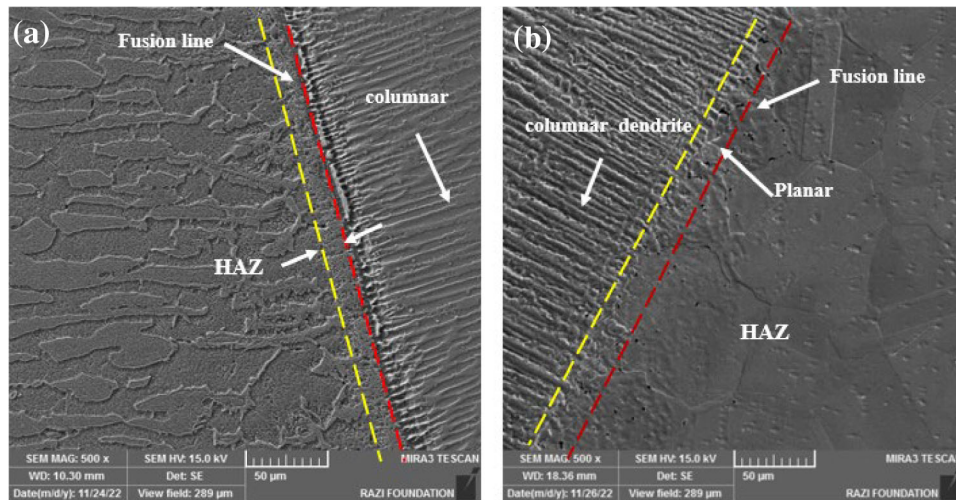 (a)
Fusion line
columnar
HAZ
SEM MAG: 500 x
SEM HV: 15.0 kV
WD: 10.30 mm
Det: SE
50 µm
Date(m/d/y): 11/24/22
View field: 289 µm
MIRA3 TESCAN
RAZI FOUNDATION
(b)
Fusion line
columnar dendrite
Planar
HAZ
SEM MAG: 500 x
SEM HV: 15.0 kV
WD: 18.36 mm
Det: SE
50 µm
Date(m/d/y): 11/26/22
View field: 289 µm
MIRA3 TESCAN
RAZI FOUNDATION